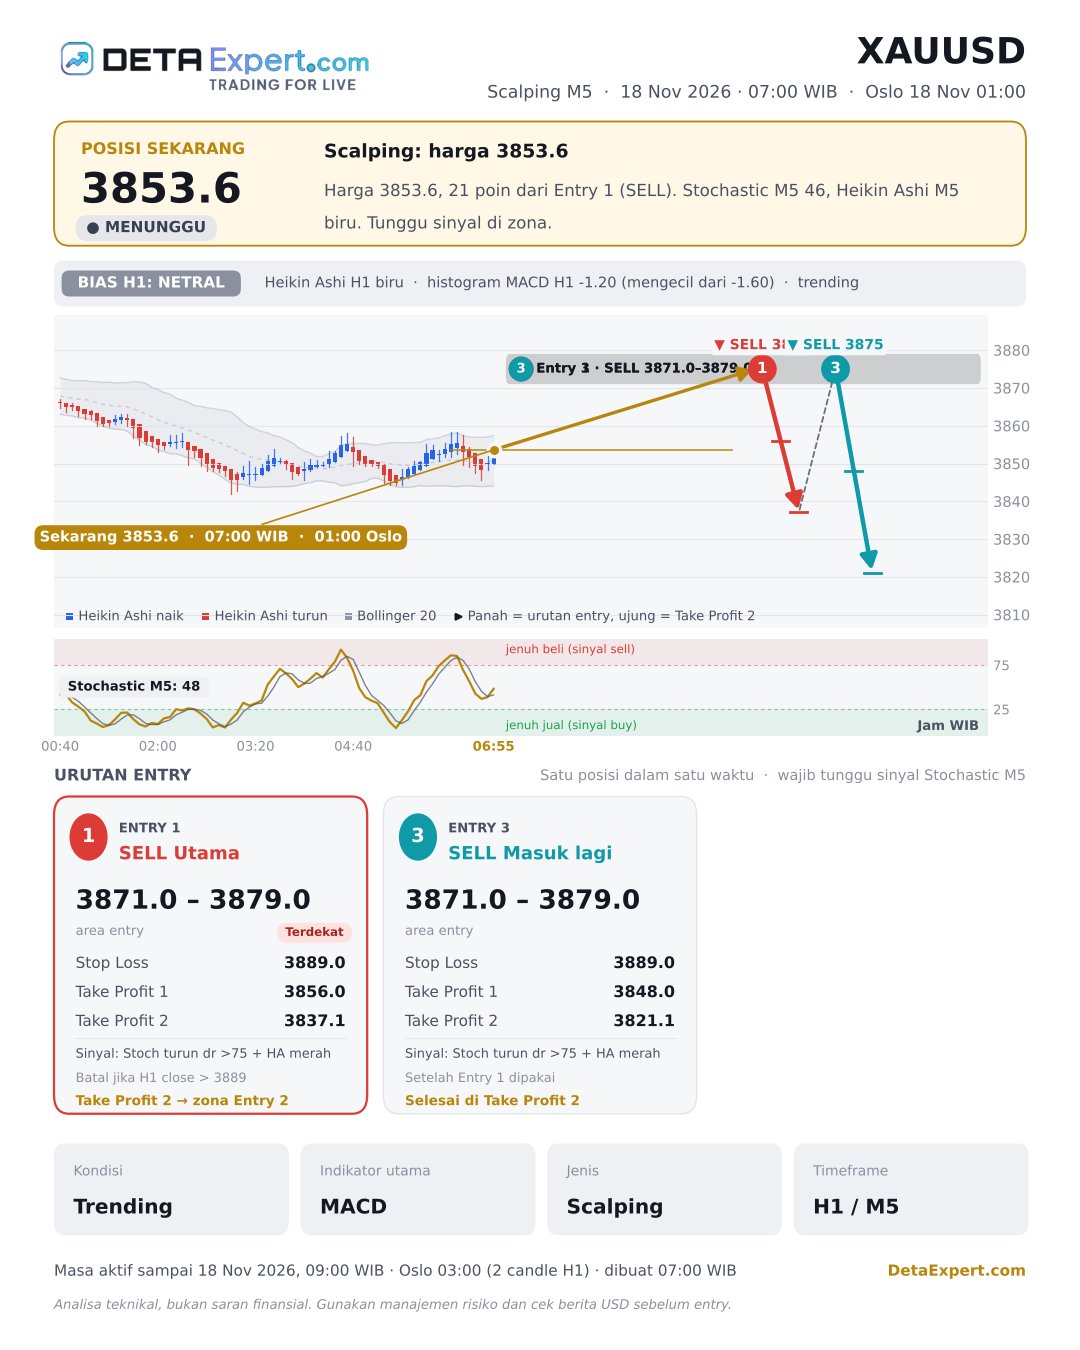 DETA Expert.com
TRADING FOR LIVE
XAUUSD
Scalping M5 · 18 Nov 2026 · 07:00 WIB · Oslo 18 Nov 01:00
POSISI SEKARANG
3853.6
● MENUNGGU
Scalping: harga 3853.6
Harga 3853.6, 21 poin dari Entry 1 (SELL). Stochastic M5 46, Heikin Ashi M5
biru. Tunggu sinyal di zona.
BIAS H1: NETRAL
Heikin Ashi H1 biru · histogram MACD H1 -1.20 (mengecil dari -1.60) · trending
▼ SELL
▼ SELL 3875
3 Entry 3 · SELL 3871.0–3879.0
1
3
3880
3870
3860
3850
3840
3830
3820
3810
Sekarang 3853.6 · 07:00 WIB · 01:00 Oslo
Heikin Ashi naik
Heikin Ashi turun
Bollinger 20
Panah = urutan entry, ujung = Take Profit 2
jenuh beli (sinyal sell)
75
Stochastic M5: 48
25
jenuh jual (sinyal buy)
Jam WIB
00:40 02:00 03:20 04:40 06:55
URUTAN ENTRY
Satu posisi dalam satu waktu · wajib tunggu sinyal Stochastic M5
1
ENTRY 1
SELL Utama
3871.0 – 3879.0
area entry
Terdekat
Stop Loss 3889.0
Take Profit 1 3856.0
Take Profit 2 3837.1
Sinyal: Stoch turun dr >75 + HA merah
Batal jika H1 close > 3889
Take Profit 2 → zona Entry 2
3
ENTRY 3
SELL Masuk lagi
3871.0 – 3879.0
area entry
Stop Loss 3889.0
Take Profit 1 3848.0
Take Profit 2 3821.1
Sinyal: Stoch turun dr >75 + HA merah
Setelah Entry 1 dipakai
Selesai di Take Profit 2
Kondisi
Trending
Indikator utama
MACD
Jenis
Scalping
Timeframe
H1 / M5
Masa aktif sampai 18 Nov 2026, 09:00 WIB · Oslo 03:00 (2 candle H1) · dibuat 07:00 WIB
DetaExpert.com
Analisa teknikal, bukan saran finansial. Gunakan manajemen risiko dan cek berita USD sebelum entry.